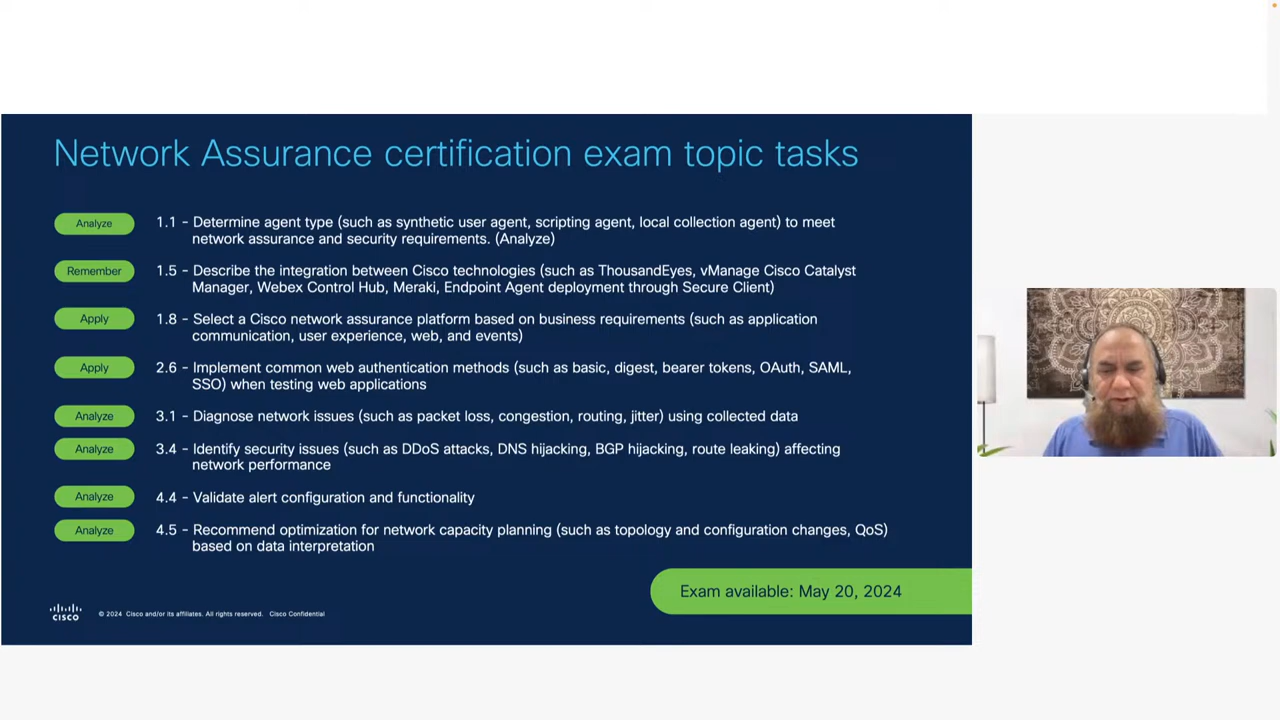 Network Assurance certification exam topic tasks
Analyze
1.1 - Determine agent type (such as synthetic user agent, scripting agent, local collection agent) to meet
network assurance and security requirements. (Analyze)
Remember
1.5 - Describe the integration between Cisco technologies (such as ThousandEyes, vManage Cisco Catalyst
Manager, Webex Control Hub, Meraki, Endpoint Agent deployment through Secure Client)
Apply
1.8 - Select a Cisco network assurance platform based on business requirements (such as application
communication, user experience, web, and events)
Apply
2.6 - Implement common web authentication methods (such as basic, digest, bearer tokens, OAuth, SAML,
SSO) when testing web applications
Analyze
3.1 - Diagnose network issues (such as packet loss, congestion, routing, jitter) using collected data
Analyze
3.4 - Identify security issues (such as DDoS attacks, DNS hijacking, BGP hijacking, route leaking) affecting
network performance
Analyze
4.4 - Validate alert configuration and functionality
Analyze
4.5 - Recommend optimization for network capacity planning (such as topology and configuration changes, QoS)
based on data interpretation
Exam available: May 20, 2024
CISCO
© 2024 Cisco and/or its affiliates. All rights reserved. Cisco Confidential